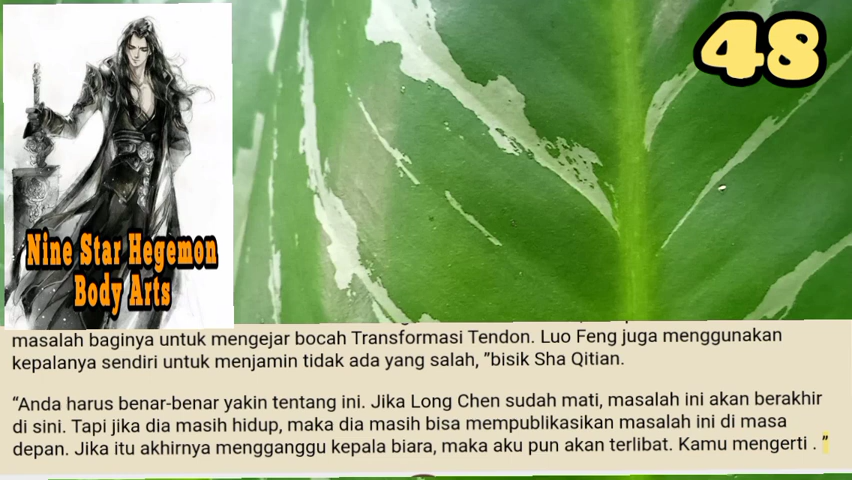 48
Nine Star Hegemon
Body Arts
masalah baginya untuk mengejar bocah Transformasi Tendon. Luo Feng juga menggunakan
kepalanya sendiri untuk menjamin tidak ada yang salah, ”bisik Sha Qitian.
“Anda harus benar-benar yakin tentang ini. Jika Long Chen sudah mati, masalah ini akan berakhir
di sini. Tapi jika dia masih hidup, maka dia masih bisa mempublikasikan masalah ini di masa
depan. Jika itu akhirnya mengganggu kepala biara, maka aku pun akan terlibat. Kamu mengerti . ”